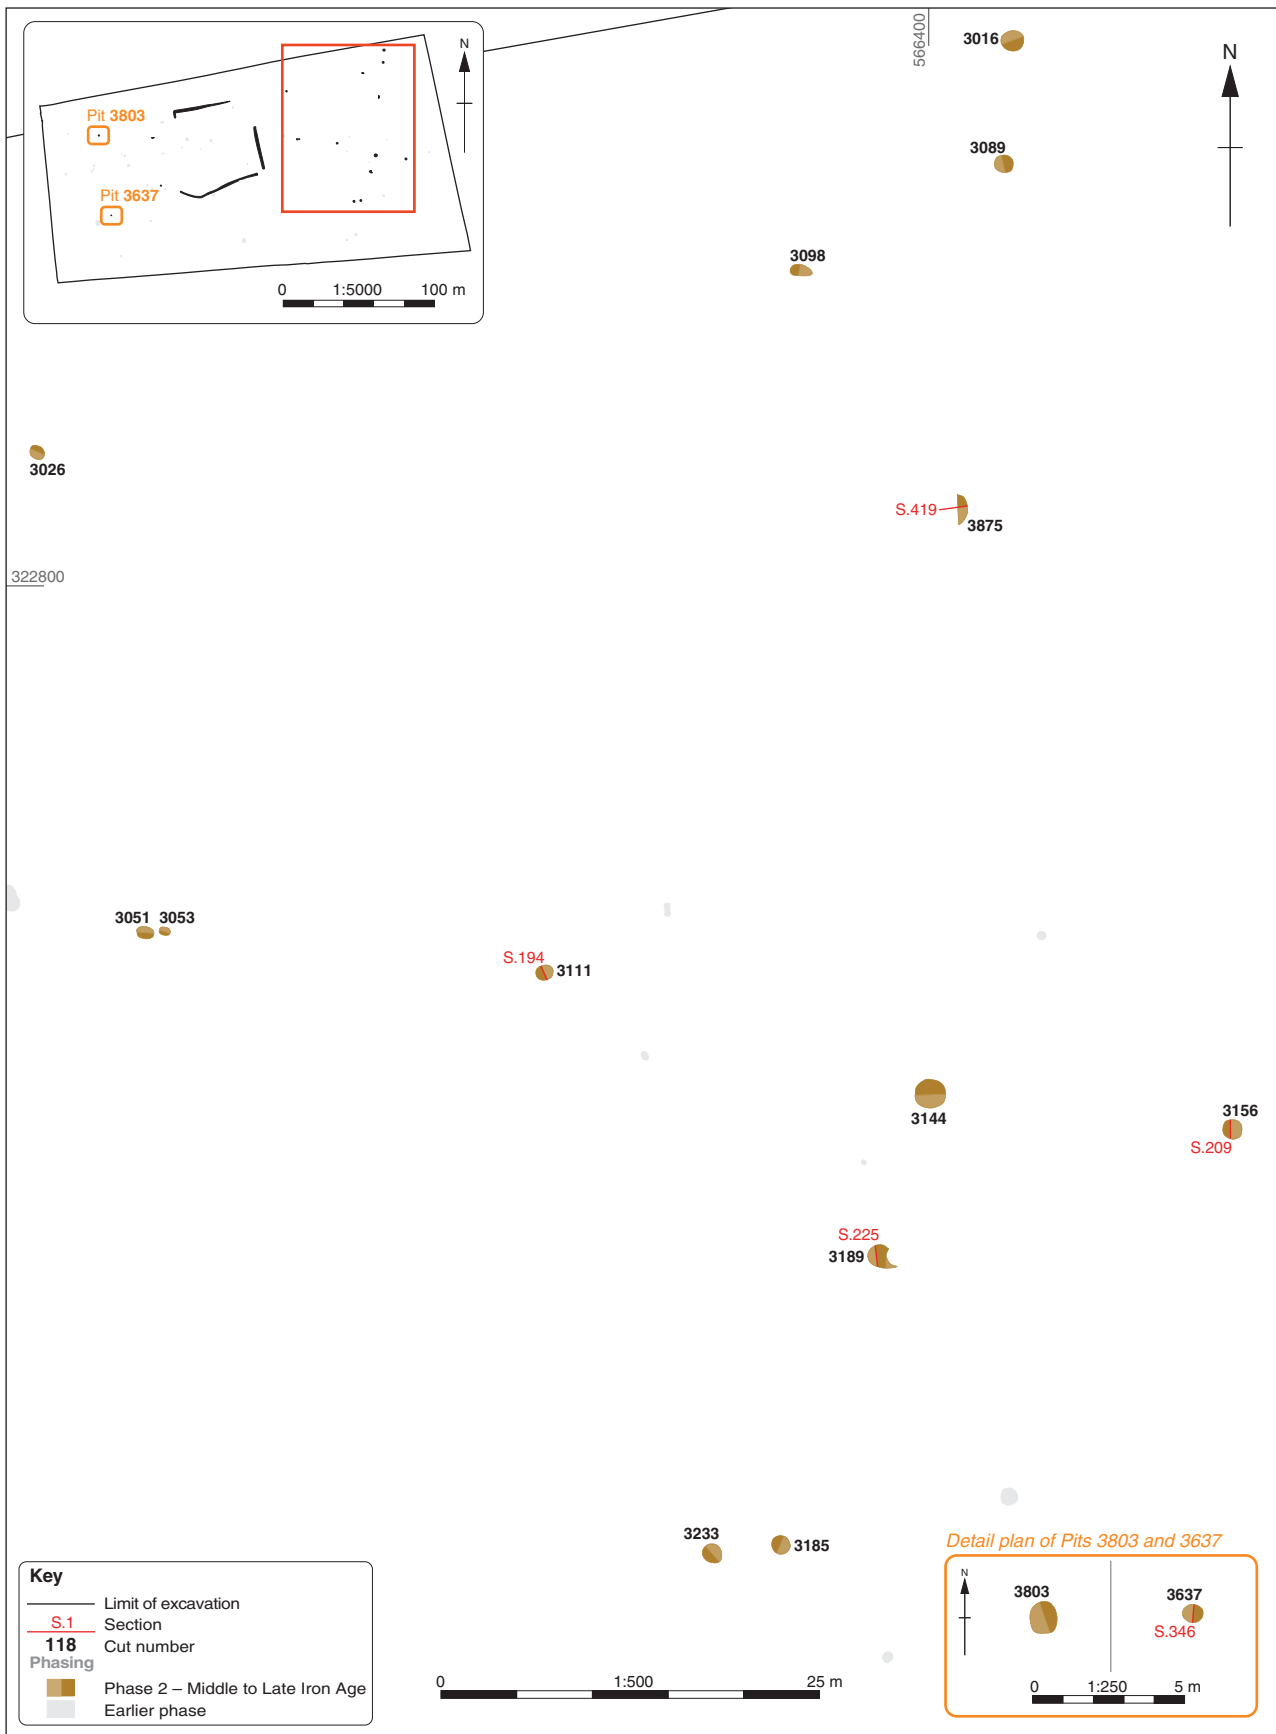 N
Pit 3803
Pit 3637
0 1:5000 100 m
566400
3016
N
3089
3098
3026
S.419
3875
322800
3051 3053
S.194
3111
3144
3156
S.209
S.225
3189
3233
3185
Key
Limit of excavation
S.1 Section
118 Cut number
Phasing
Phase 2 – Middle to Late Iron Age
Earlier phase
0 1:500 25 m
Detail plan of Pits 3803 and 3637
N
3803
3637
S.346
0 1:250 5 m